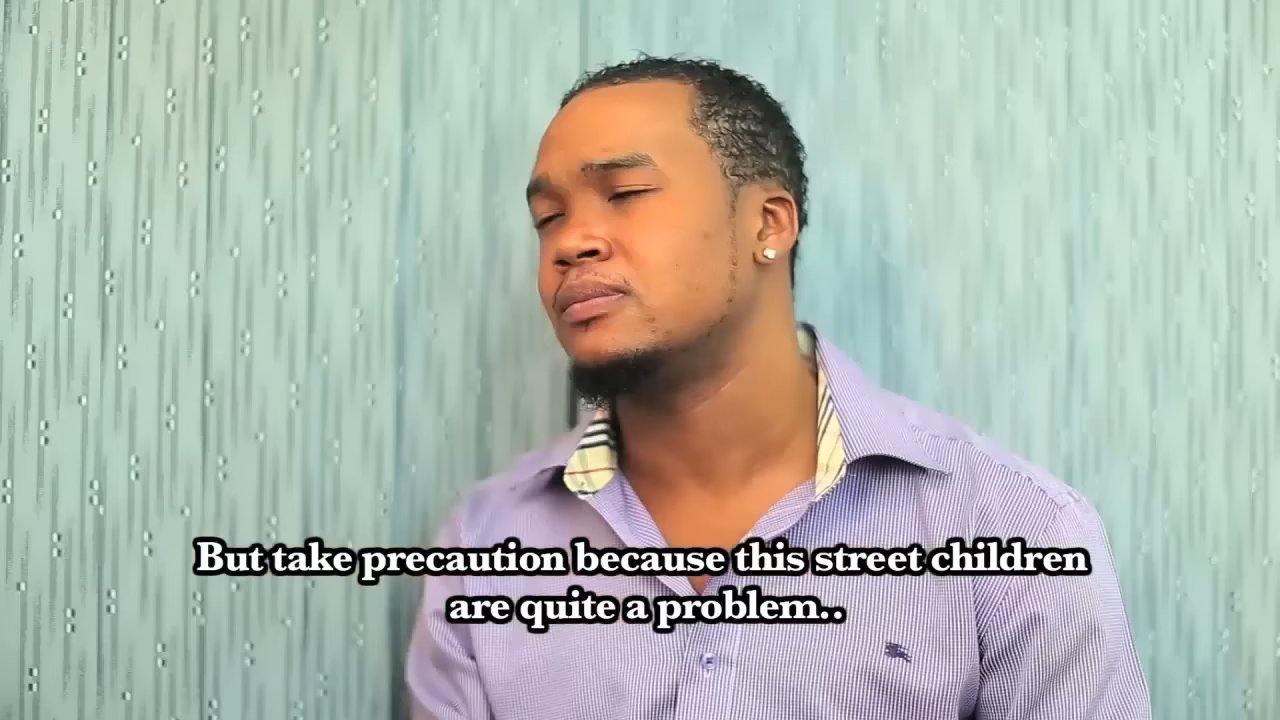 But take precaution because this street children
are quite a problem..